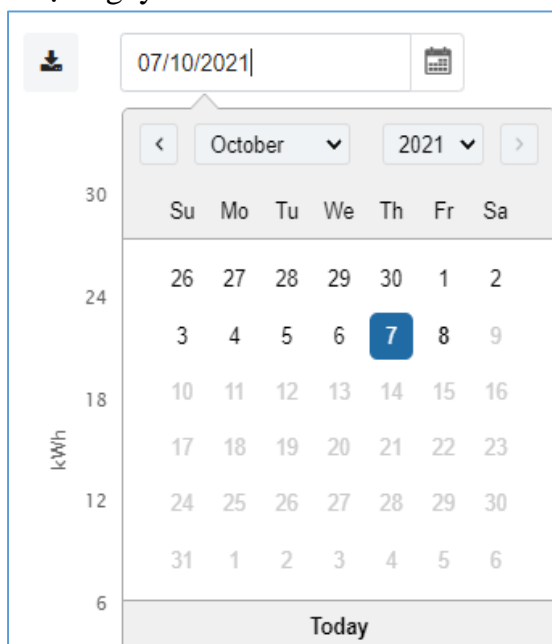 07/10/2021
October 2021
Su Mo Tu We Th Fr Sa
26 27 28 29 30 1 2
3 4 5 6 7 8 9
10 11 12 13 14 15 16
17 18 19 20 21 22 23
24 25 26 27 28 29 30
31 1 2 3 4 5 6
Today
30
24
18
12
6
kWh